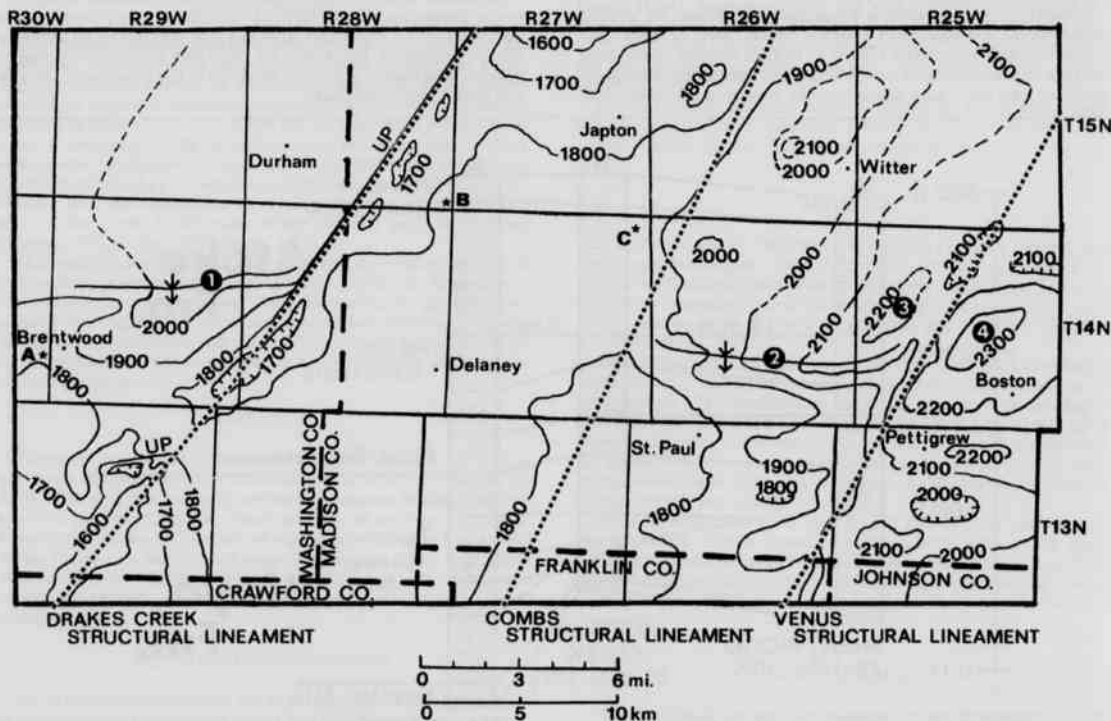 R30W R29W R28W R27W R26W R25W
1600
1700
1800
1900
2100
T15N
Durham
UP
1700
Japton
1800
2100
2000
Witter
B
C
2000
2000
2100
2100
1
2000
2200
3
4
2300
T14N
Brentwood
A
1900
1800
1800
1700
Delaney
2100
2
Boston
2200
UP
1700
1600
1700
1800
WASHINGTON CO.
MADISON CO.
St. Paul
1900
1800
Pettigrew
2200
2100
2000
T13N
1800
1800
2100
2000
FRANKLIN CO.
JOHNSON CO.
CRAWFORD CO.
DRAKES CREEK COMBS VENUS
STRUCTURAL LINEAMENT STRUCTURAL LINEAMENT STRUCTURAL LINEAMENT
0 3 6 mi.
0 5 10 km